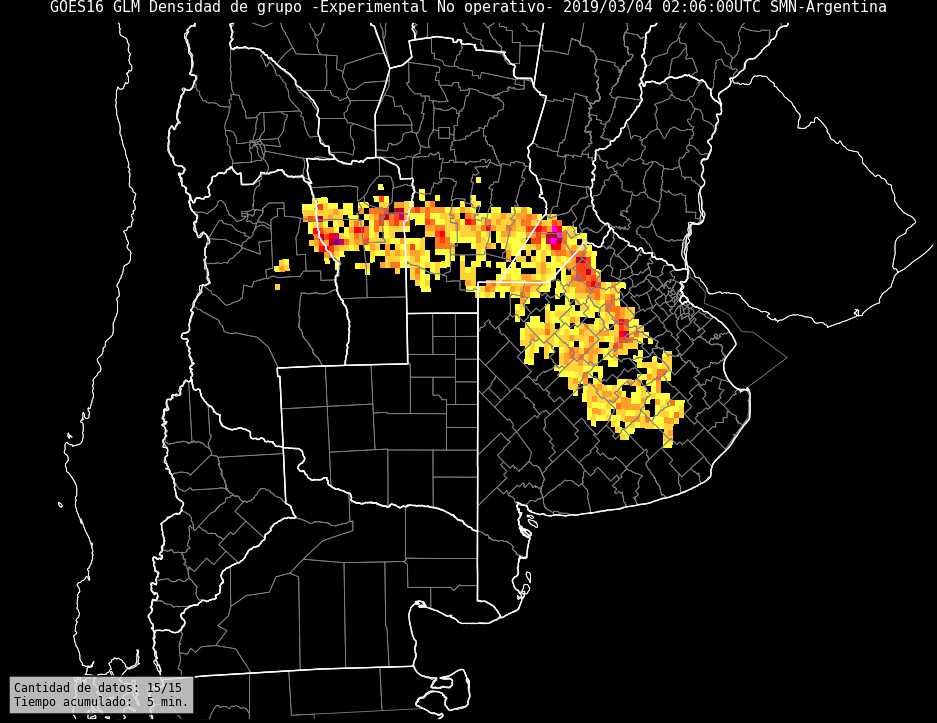 GOES16 GLM Densidad de grupo -Experimental No operativo- 2019/03/04 02:06:00UTC SMN-Argentina
Cantidad de datos: 15/15
Tiempo acumulado:  5 min.